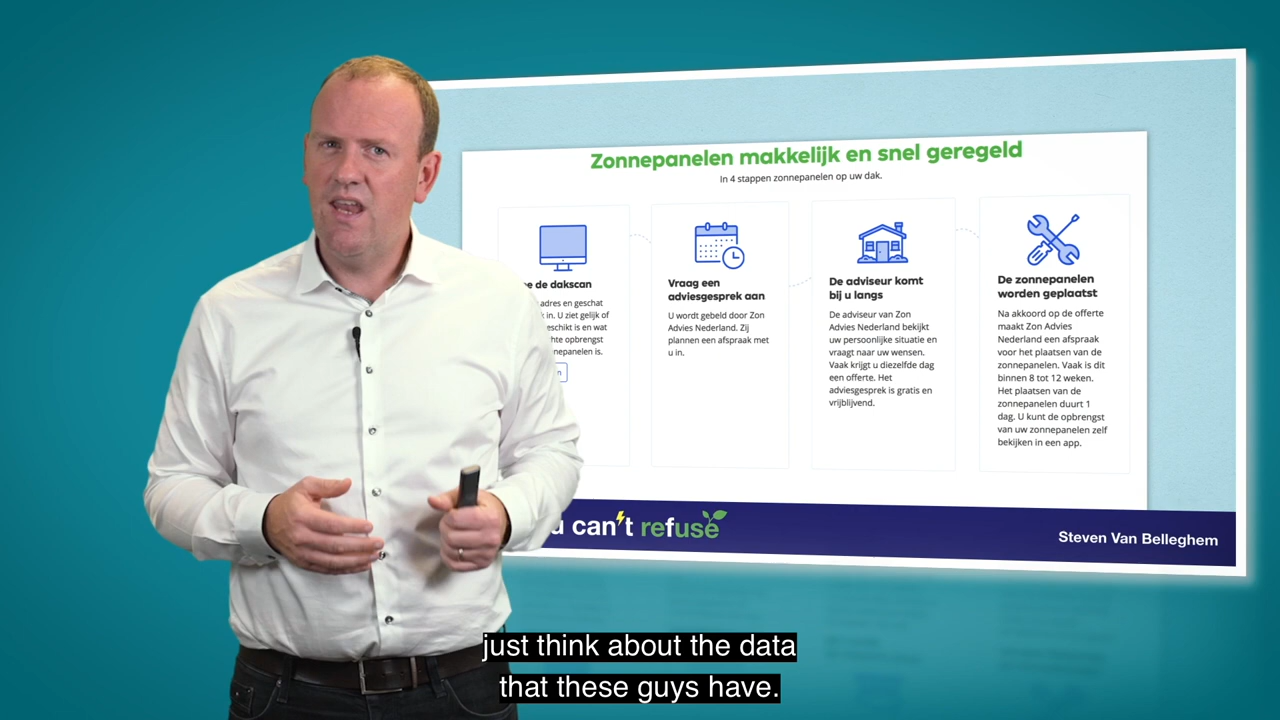 Zonnepanelen makkelijk en snel geregeld
In 4 stappen zonnepanelen op uw dak.
de dakscan
adres en geschat
in. U ziet gelijk of
en wat
opbrengst
is.
Vraag een
adviesgesprek aan
U wordt gebeld door Zon
Advies Nederland. Zij
plannen een afspraak met
u in.
De adviseur komt
bij u langs
De adviseur van Zon
Advies Nederland bekijkt
uw persoonlijke situatie en
vraagt naar uw wensen.
Vaak krijgt u diezelfde dag
een offerte. Het
adviesgesprek is gratis en
vrijblijvend.
De zonnepanelen
worden geplaatst
Na akkoord op de offerte
maakt Zon Advies
Nederland een afspraak
voor het plaatsen van de
zonnepanelen. Vaak is dit
binnen 8 tot 12 weken.
Het plaatsen van de
zonnepanelen duurt 1
dag. U kunt de opbrengst
van uw zonnepanelen zelf
bekijken in een app.
can't refuse
Steven Van Belleghem
just think about the data
that these guys have.